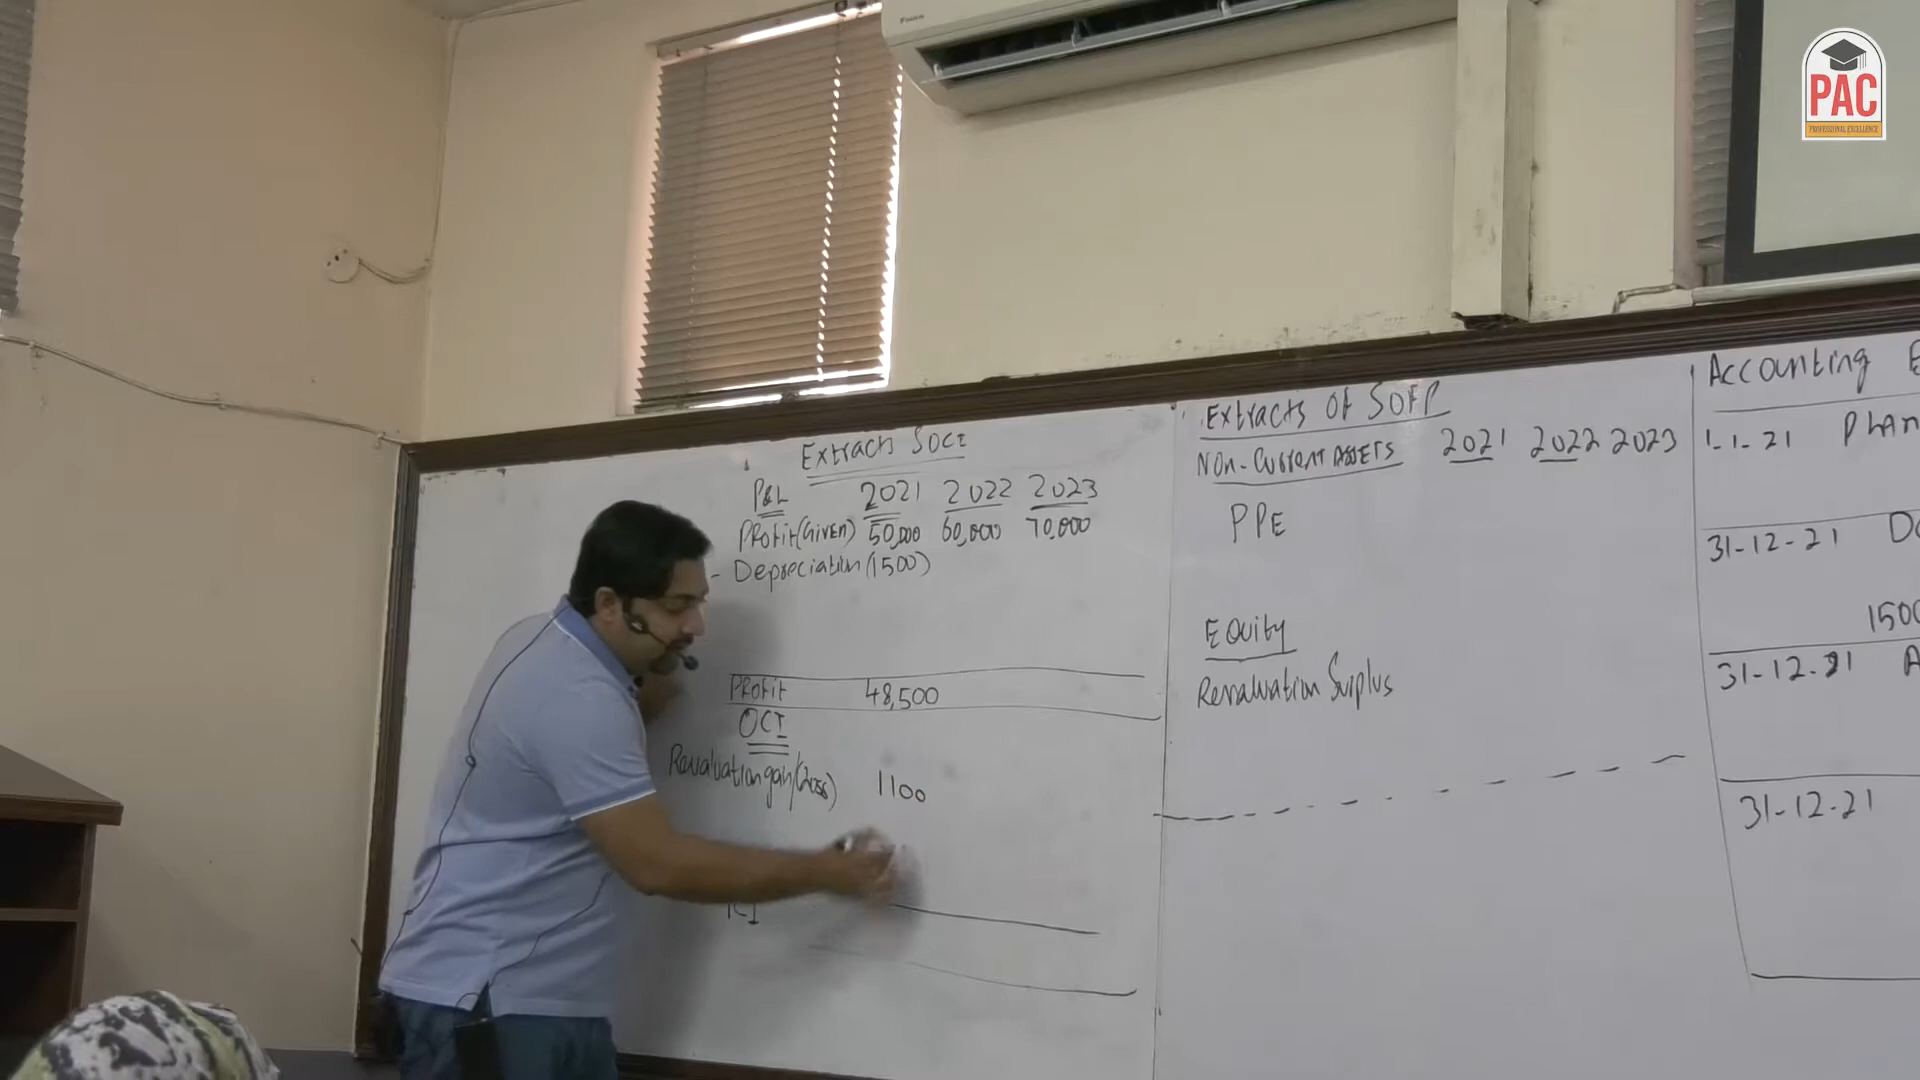 PAC
PROFESSIONAL EXCELLENCE
DAIKIN
Extracts SOCI
P&L 2021 2022 2023
Profit (Given) 50,000 60,000 70,000
- Depreciation (1500)
Profit 48,500
OCI
Revaluation gain/(loss) 1100
TCI
Extracts of SOFP
Non-Current Assets 2021 2022 2023
PPE
Equity
Revaluation Surplus
Accounting E
1-1-21 PLAN
31-12-21 D
1500
31-12-21 A
31-12-21